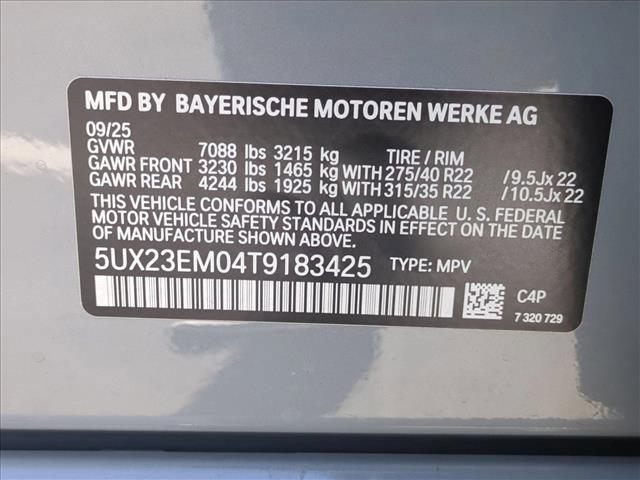 MFD BY BAYERISCHE MOTOREN WERKE AG
09/25
GVWR 7088 lbs 3215 kg TIRE / RIM
GAWR FRONT 3230 lbs 1465 kg WITH 275/40 R22 /9.5Jx22
GAWR REAR 4244 lbs 1925 kg WITH 315/35 R22 /10.5Jx22
THIS VEHICLE CONFORMS TO ALL APPLICABLE U. S. FEDERAL
MOTOR VEHICLE SAFETY STANDARDS IN EFFECT ON THE
DATE OF MANUFACTURE SHOWN ABOVE.
5UX23EM04T9183425 TYPE: MPV
C4P
7 320 729